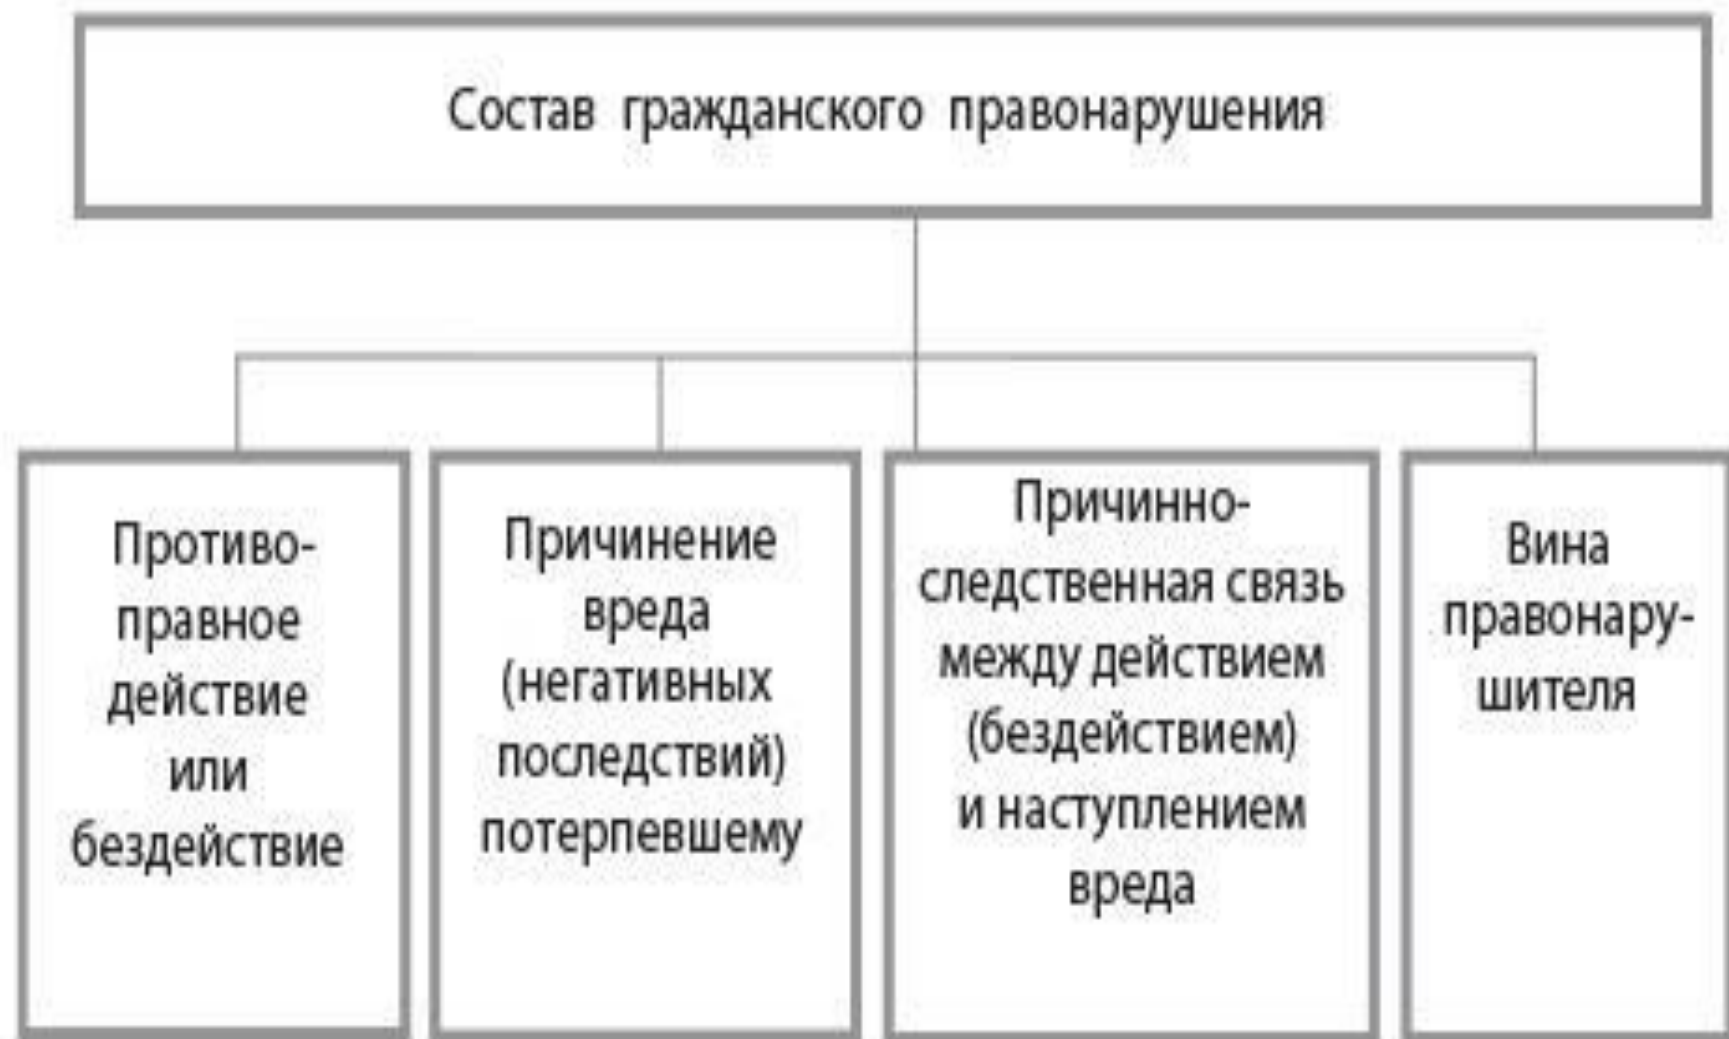 Состав гражданского правонарушения
Противо-
правное
действие
или
бездействие
Причинение
вреда
(негативных
последствий)
потерпевшему
Причинно-
следственная связь
между действием
(бездействием)
и наступлением
вреда
Вина
правонару-
шителя